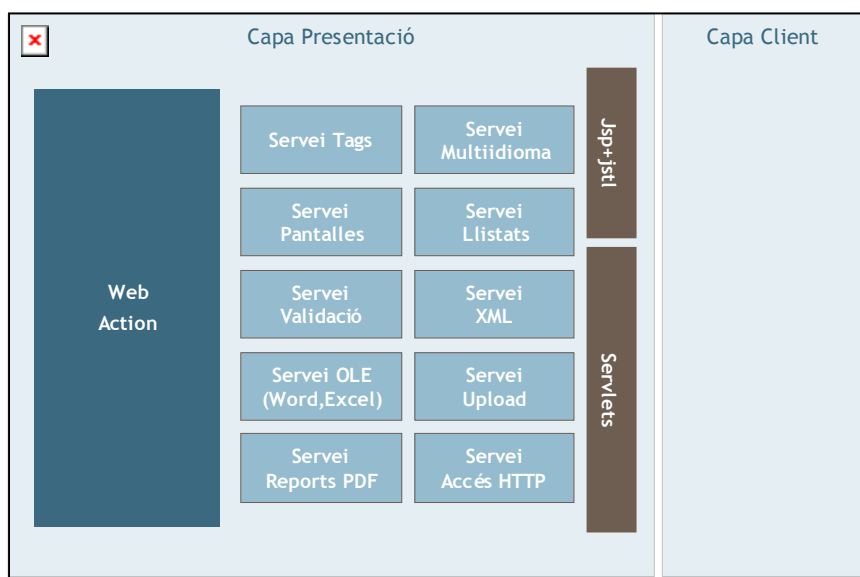 Capa Presentació
Capa Client
Web
Action
Servei Tags
Servei
Multiidioma
Servei
Pantalles
Servei
Llistats
Servei
Validació
Servei
XML
Servei OLE
(Word,Excel)
Servei
Upload
Servei
Reports PDF
Servei
Accés HTTP
Jsp+jstl
Servlets